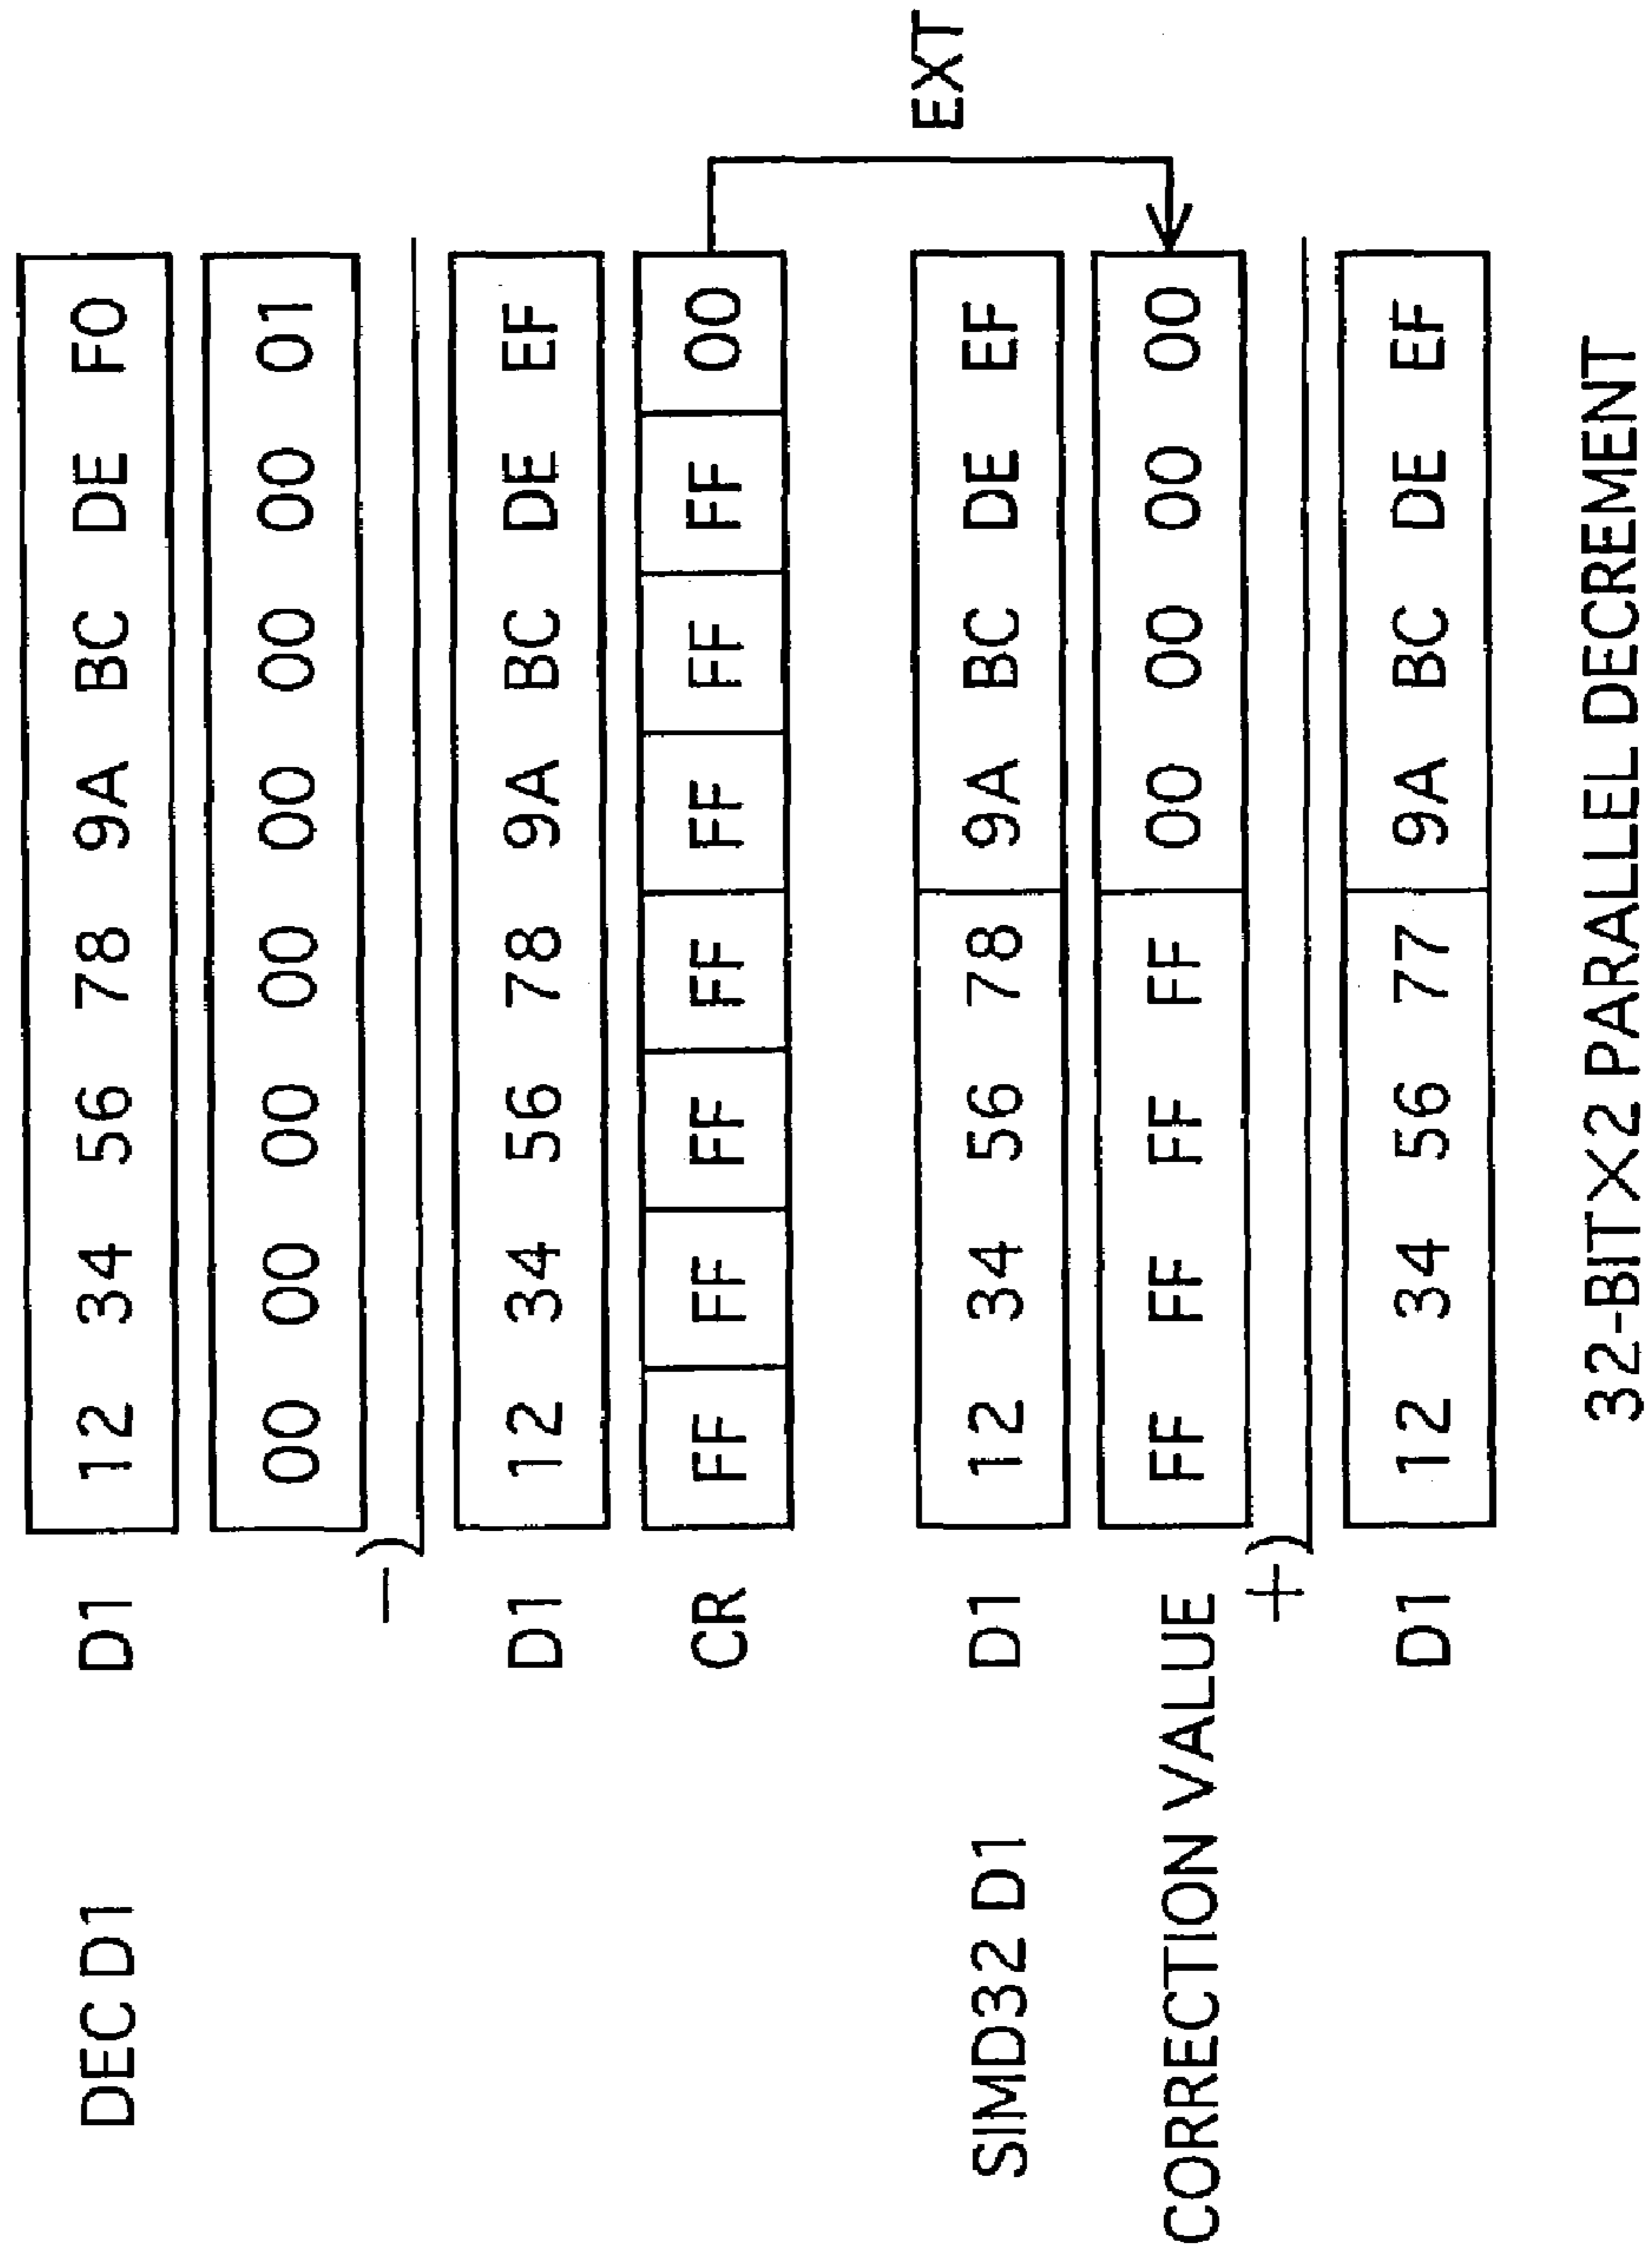 DEC D1 D1 12 34 56 78 9A BC DE F0
00 00 00 00 00 00 00 01
−)
D1 12 34 56 78 9A BC DE EF
CR FF FF FF FF FF FF FF 00
EXT
SIMD32 D1 D1 12 34 56 78 9A BC DE EF
CORRECTION VALUE FF FF FF FF 00 00 00 00
+)
D1 12 34 56 77 9A BC DE EF
32-BIT×2 PARALLEL DECREMENT